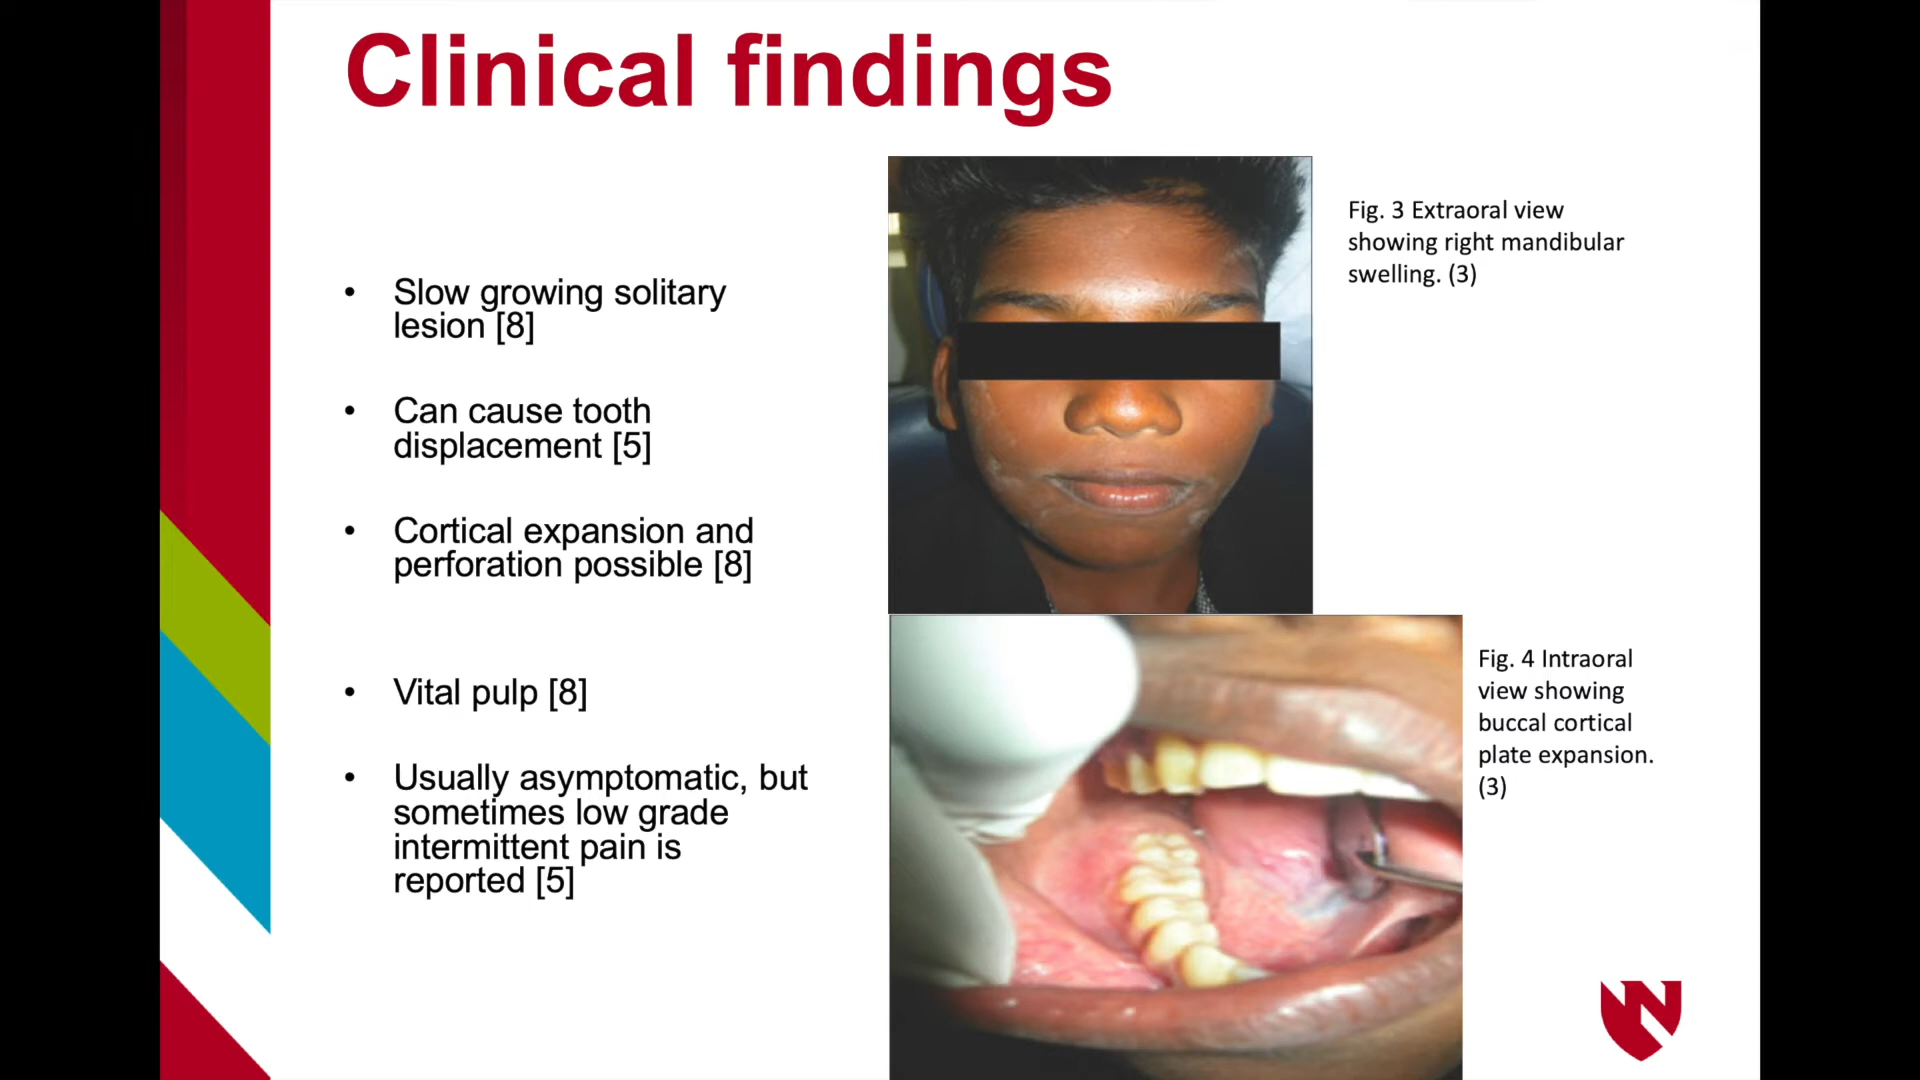 Clinical findings
• Slow growing solitary
lesion [8]
• Can cause tooth
displacement [5]
• Cortical expansion and
perforation possible [8]
• Vital pulp [8]
• Usually asymptomatic, but
sometimes low grade
intermittent pain is
reported [5]
Fig. 3 Extraoral view
showing right mandibular
swelling. (3)
Fig. 4 Intraoral
view showing
buccal cortical
plate expansion.
(3)
N